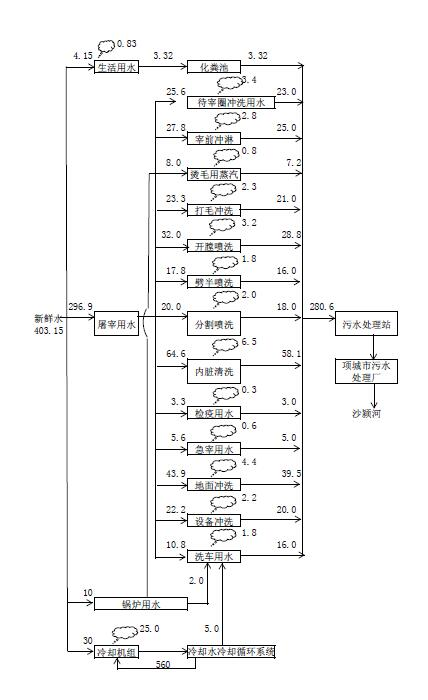 0.83
4.15 3.32 3.32
生活用水 化粪池
3.4
25.6 23.0
待宰圈冲洗用水
2.8
27.8 25.0
宰前冲淋
0.8
8.0 7.2
烫毛用蒸汽
2.3
23.3 21.0
打毛冲洗
3.2
32.0 28.8
开膛喷洗
1.8
17.8 16.0
劈半喷洗
2.0
296.9 20.0 18.0 280.6
新鲜水 屠宰用水 分割喷洗 污水处理站
403.15
6.5
64.6 58.1
内脏清洗 项城市污水
处理厂
0.3
3.3 3.0
检疫用水 沙颍河
0.6
5.6 5.0
急宰用水
4.4
43.9 39.5
地面冲洗
2.2
22.2 20.0
设备冲洗
1.8
10.8 16.0
洗车用水
2.0
10
锅炉用水
25.0 5.0
30
冷却机组 冷却水冷却循环系统
560